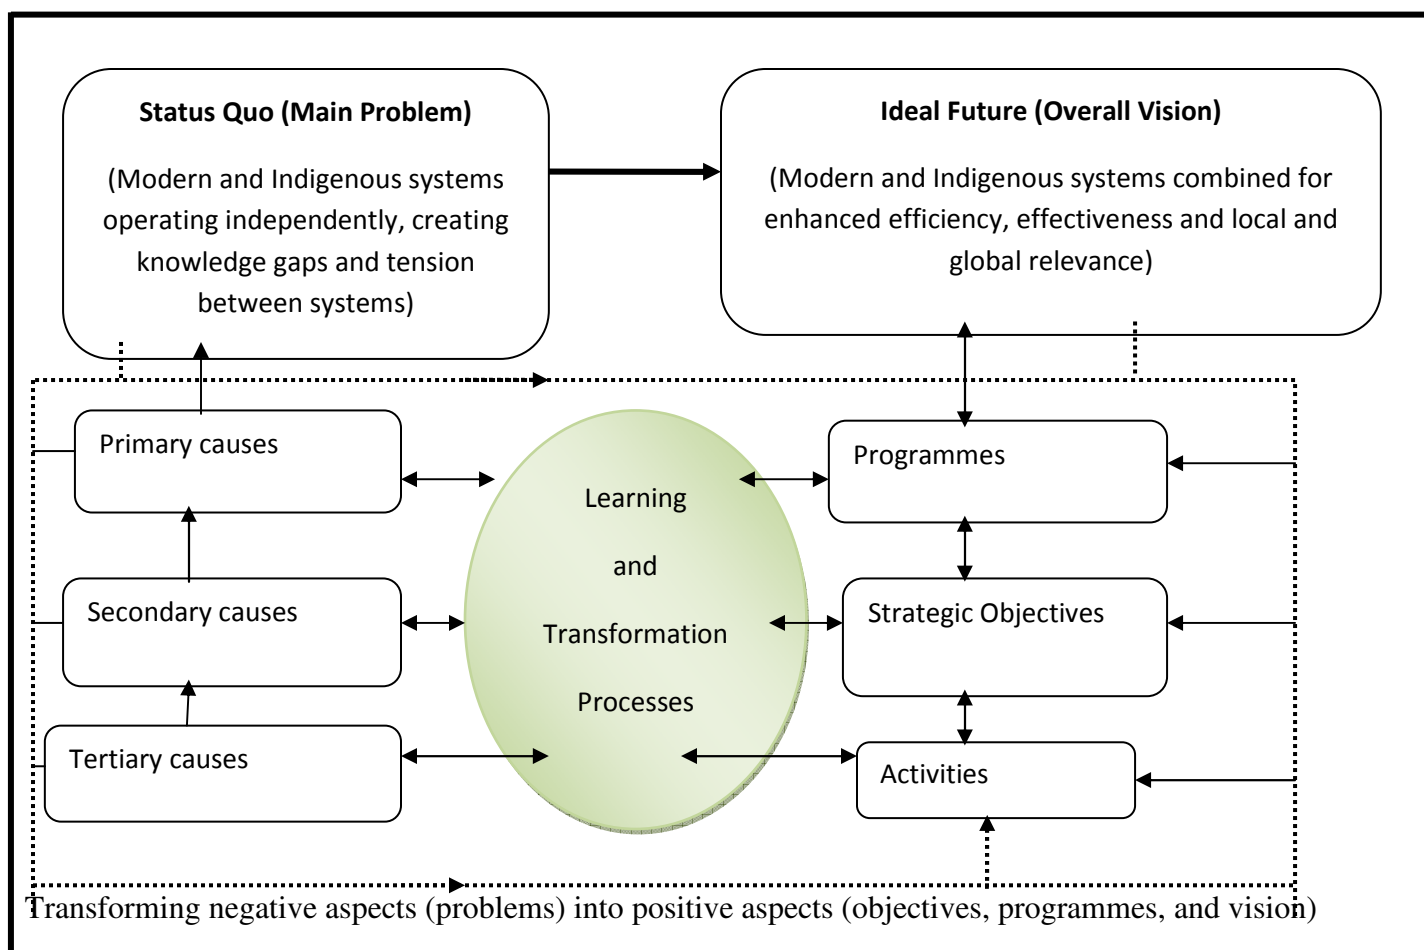 Status Quo (Main Problem)
(Modern and Indigenous systems
operating independently, creating
knowledge gaps and tension
between systems)
Ideal Future (Overall Vision)
(Modern and Indigenous systems combined for
enhanced efficiency, effectiveness and local and
global relevance)
Primary causes
Secondary causes
Tertiary causes
Learning
and
Transformation
Processes
Programmes
Strategic Objectives
Activities
Transforming negative aspects (problems) into positive aspects (objectives, programmes, and vision)